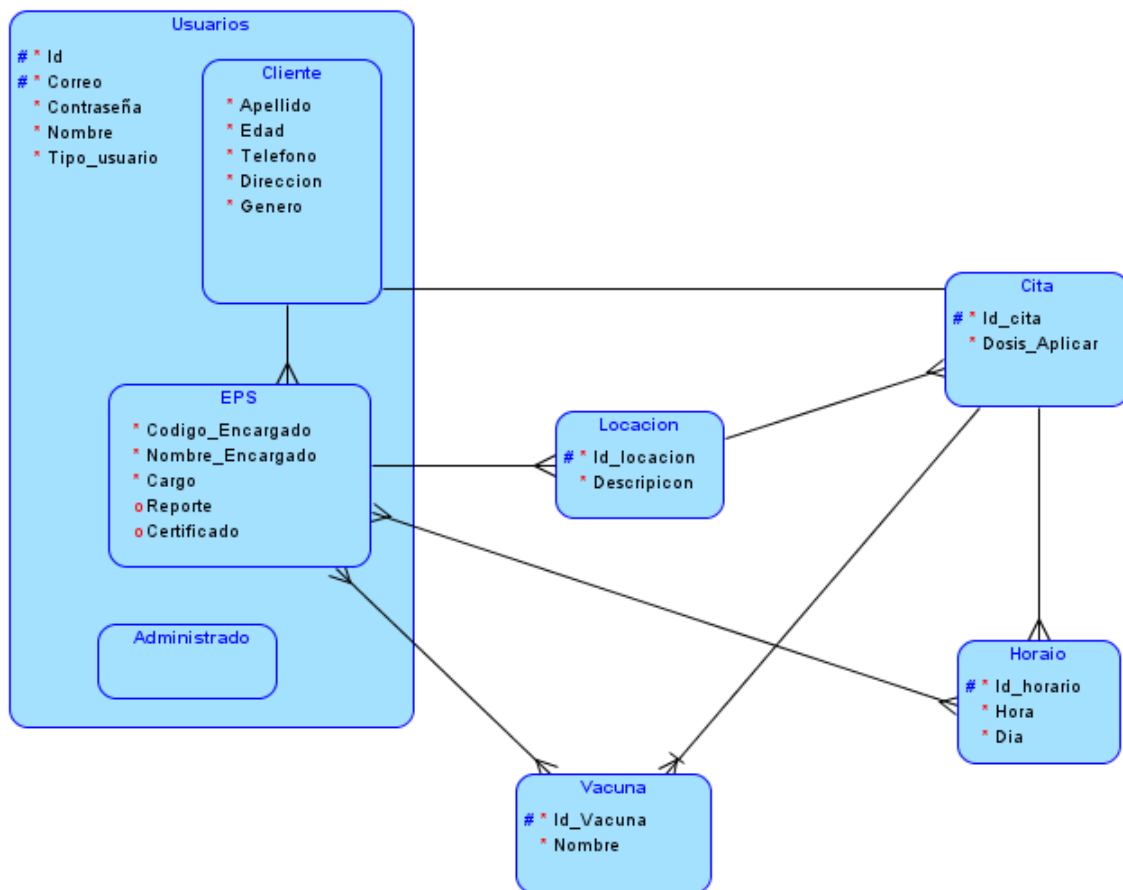 Usuarios
# * Id
# * Correo
* Contraseña
* Nombre
* Tipo_usuario
Cliente
* Apellido
* Edad
* Telefono
* Direccion
* Genero
EPS
* Codigo_Encargado
* Nombre_Encargado
* Cargo
o Reporte
o Certificado
Administrado
Locacion
# * Id_locacion
* Descripicon
Cita
# * Id_cita
* Dosis_Aplicar
Horaio
# * Id_horario
* Hora
* Dia
Vacuna
# * Id_Vacuna
* Nombre